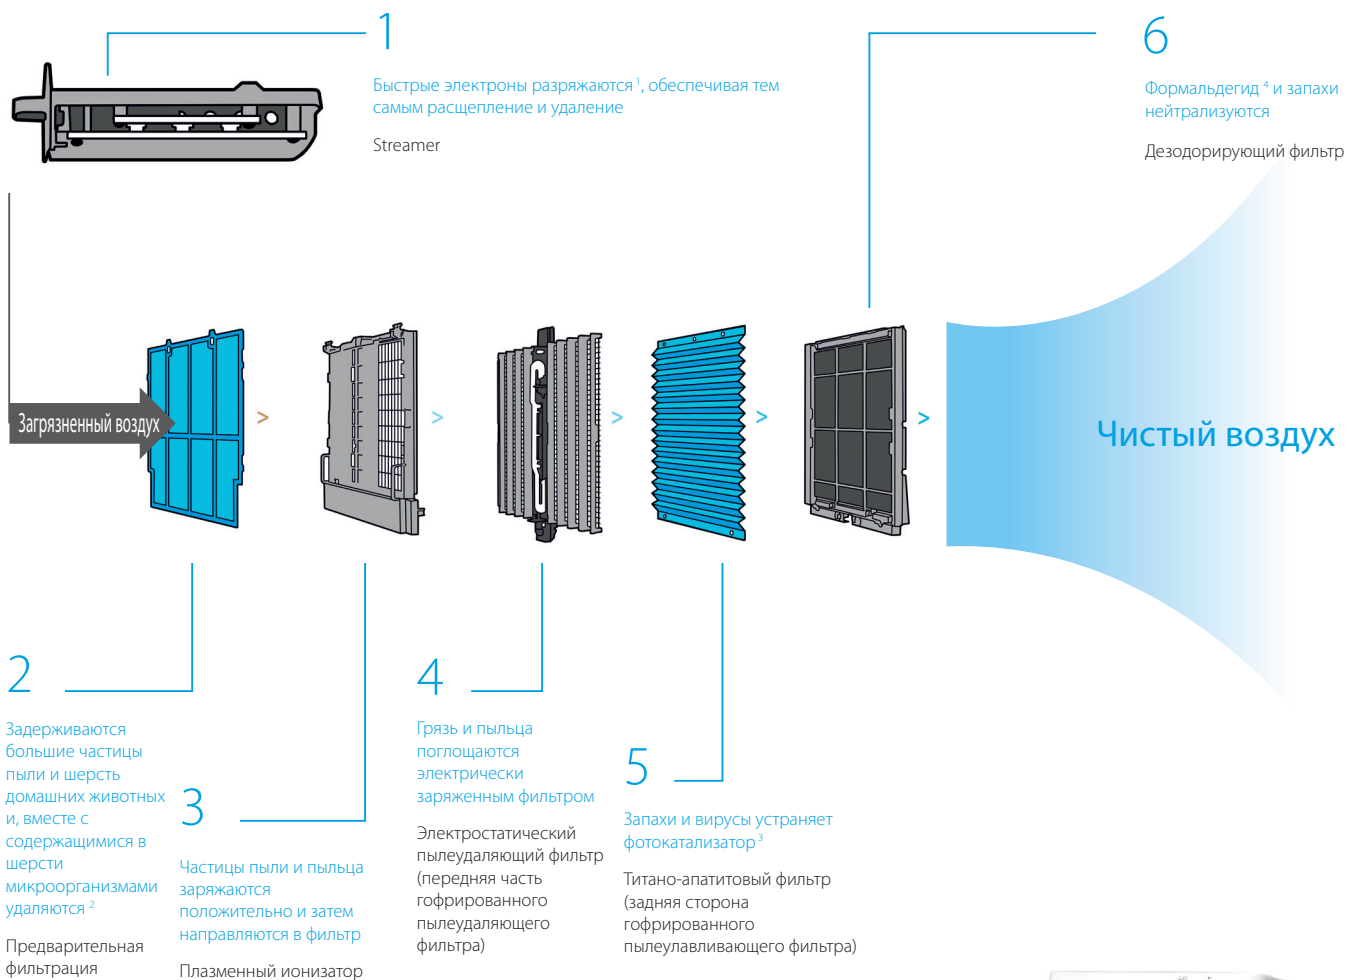 1
Быстрые электроны разряжаются ¹, обеспечивая тем
самым расщепление и удаление
Streamer
6
Формальдегид ⁴ и запахи
нейтрализуются
Дезодорирующий фильтр
Загрязненный воздух
>
>
>
>
>
Чистый воздух
2
Задерживаются
большие частицы
пыли и шерсть
домашних животных
и, вместе с
содержащимися в
шерсти
микроорганизмами
удаляются ²
Предварительная
фильтрация
3
Частицы пыли и пыльца
заряжаются
положительно и затем
направляются в фильтр
Плазменный ионизатор
4
Грязь и пыльца
поглощаются
электрически
заряженным фильтром
Электростатический
пылеудаляющий фильтр
(передняя часть
гофрированного
пылеудаляющего
фильтра)
5
Запахи и вирусы устраняет
фотокатализатор ³
Титано-апатитовый фильтр
(задняя сторона
гофрированного
пылеулавливающего фильтра)